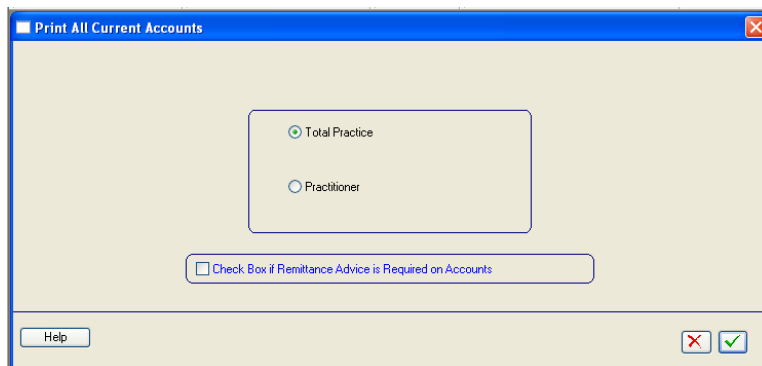 Print All Current Accounts
Total Practice
Practitioner
Check Box if Remittance Advice is Required on Accounts
Help